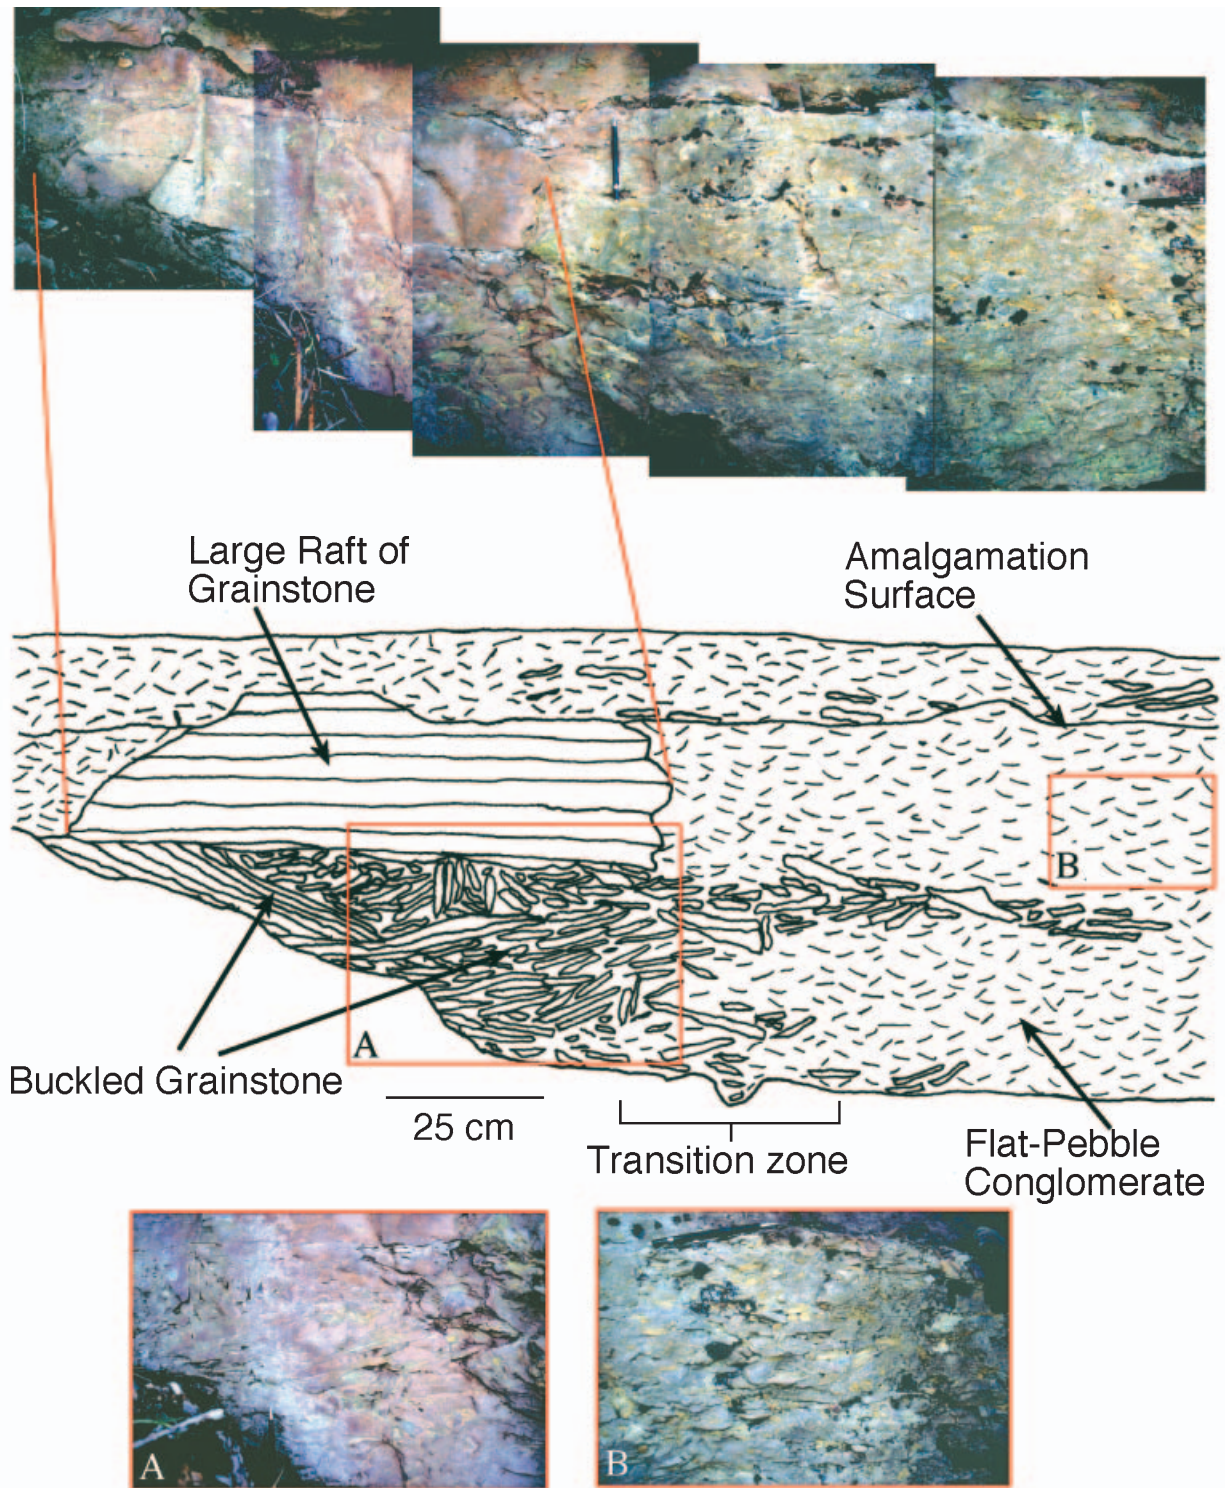 Large Raft of
Grainstone
Amalgamation
Surface
B
A
Buckled Grainstone
25 cm
Transition zone
Flat-Pebble
Conglomerate
A
B